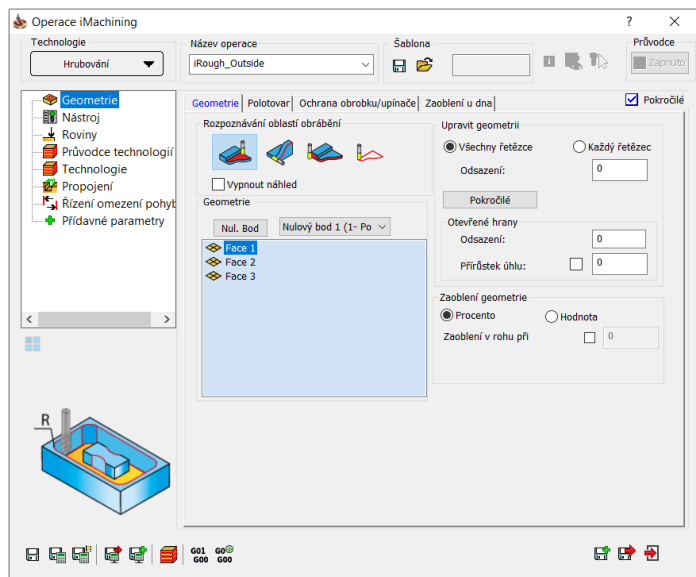 Operace iMachining
Technologie
Hrubování
Název operace
iRough_Outside
Šablona
Průvodce
Zapnuto
Geometrie
Nástroj
Roviny
Průvodce technologií
Technologie
Propojení
Řízení omezení pohyb
Přídavné parametry
Geometrie
Polotovar
Ochrana obrobku/upínače
Zaoblení u dna
Pokročilé
Rozpoznávání oblastí obrábění
Vypnout náhled
Geometrie
Nul. Bod
Nulový bod 1 (1- Po
Face 1
Face 2
Face 3
Upravit geometrii
Všechny řetězce
Každý řetězec
Odsazení:
0
Pokročilé
Otevřené hrany
Odsazení:
0
Přírůstek úhlu:
0
Zaoblení geometrie
Procento
Hodnota
Zaoblení v rohu při
0
R
G01
G00
G0
G00